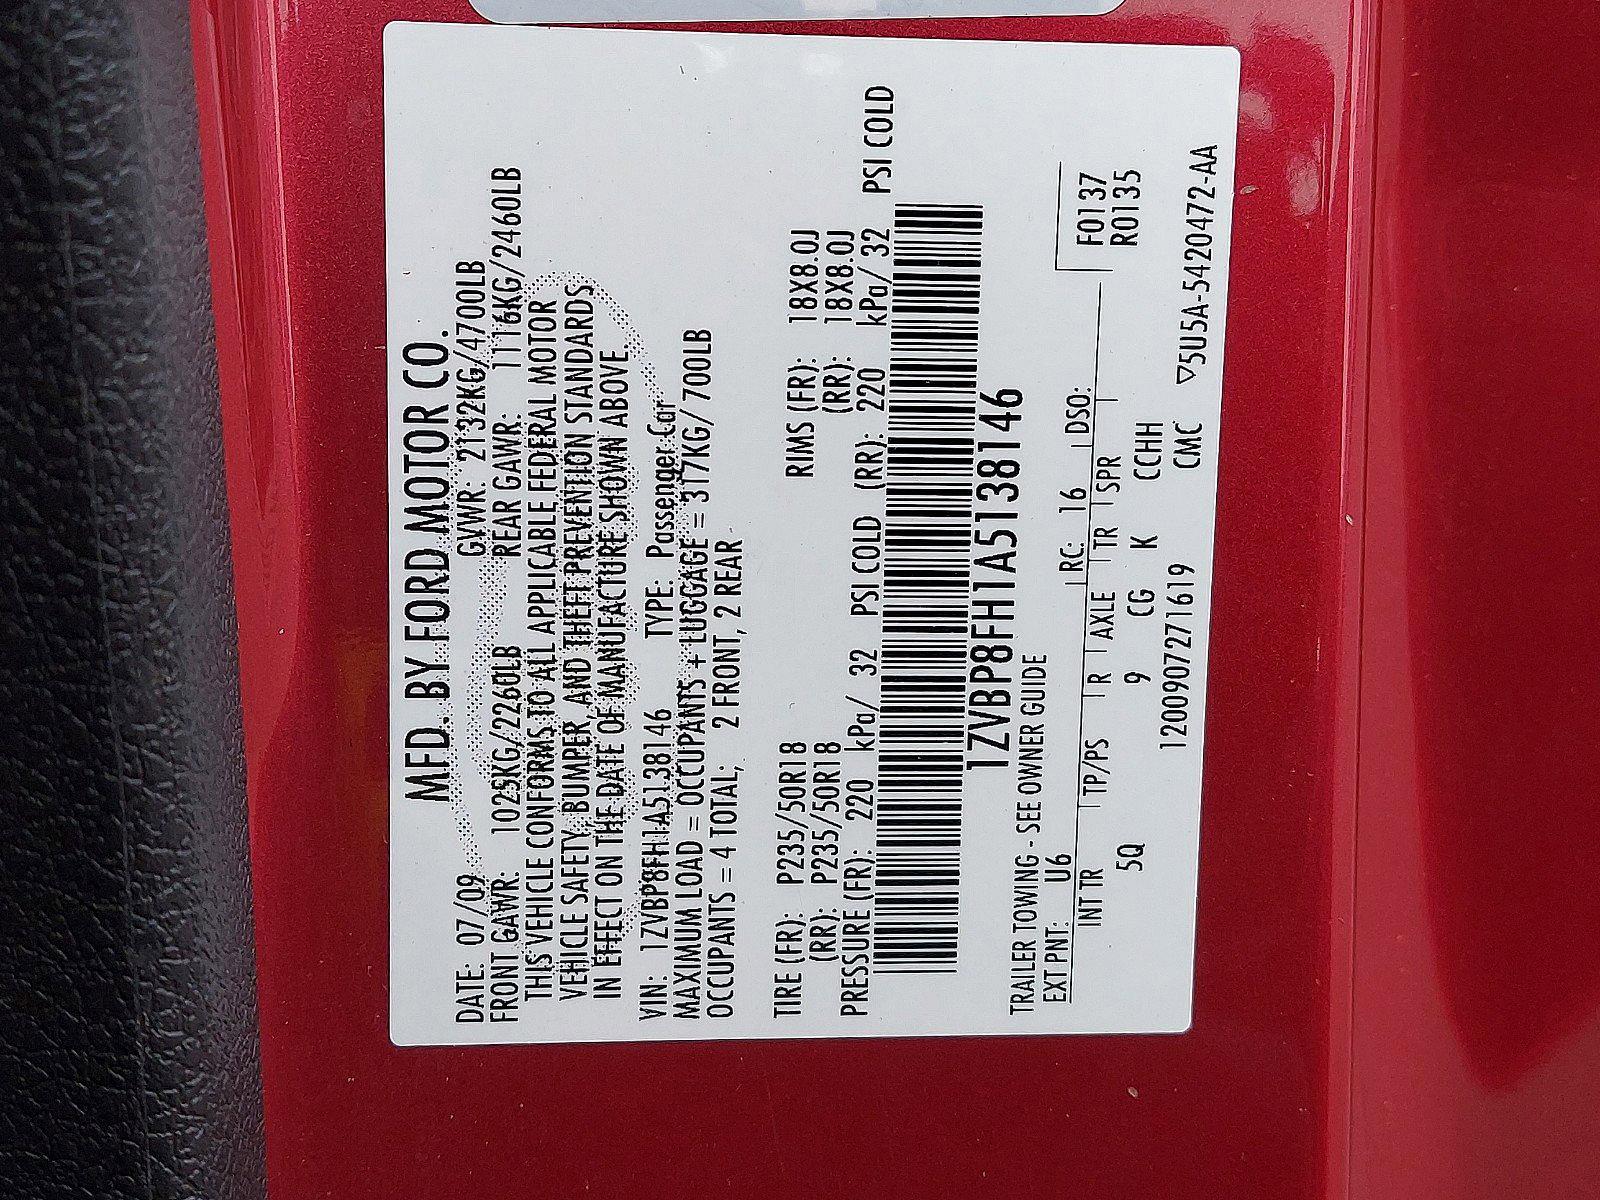 MFD. BY FORD MOTOR CO.
DATE: 07/09 GVWR: 2132KG/4700LB
FRONT GAWR: 1025KG/2260LB REAR GAWR: 1116KG/2460LB
THIS VEHICLE CONFORMS TO ALL APPLICABLE FEDERAL MOTOR
VEHICLE SAFETY, BUMPER, AND THEFT PREVENTION STANDARDS
IN EFFECT ON THE DATE OF MANUFACTURE SHOWN ABOVE.
VIN: 1ZVBP8FH1A5138146 TYPE: Passenger Car
MAXIMUM LOAD = OCCUPANTS + LUGGAGE = 317KG/ 700LB
OCCUPANTS = 4 TOTAL; 2 FRONT, 2 REAR
TIRE (FR): P235/50R18 RIMS (FR): 18X8.0J
(RR): P235/50R18 (RR): 18X8.0J
PRESSURE (FR): 220 kPa/ 32 PSI COLD (RR): 220 kPa/ 32 PSI COLD
1ZVBP8FH1A5138146
TRAILER TOWING - SEE OWNER GUIDE
EXT PNT: U6 RC: 16 DSO:
INT TR TP/PS R AXLE TR SPR
5Q 9 CG K CCHH
F0137
R0135
120090727161​9 CMC ▽5U5A-5420472-AA